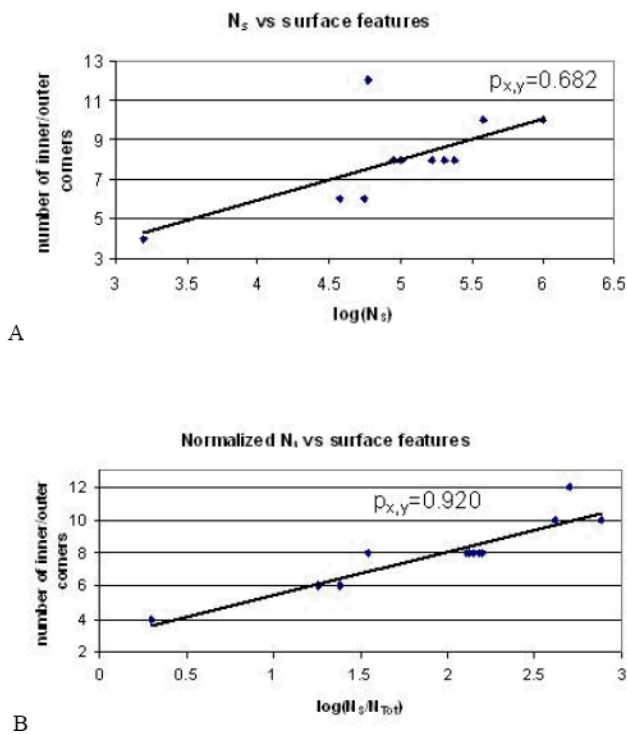 Ns vs surface features
13
11
9
7
5
3
number of inner/outer
corners
px,y=0.682
3 3.5 4 4.5 5 5.5 6 6.5
log(Ns)
A
Normalized Ns vs surface features
12
10
8
6
4
2
number of inner/outer
corners
px,y=0.920
0 0.5 1 1.5 2 2.5 3
log(Ns/NTot)
B